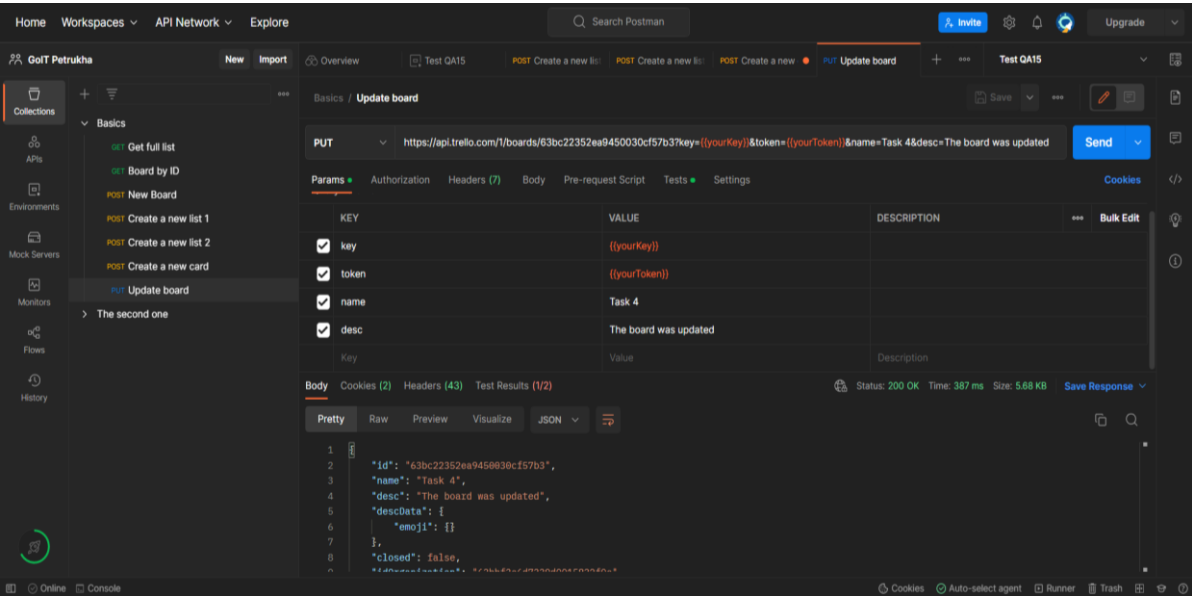 Home Workspaces API Network Explore Search Postman Invite Upgrade
GoIT Petrukha New Import Overview Test QA15 POST Create a new lis POST Create a new lis POST Create a new PUT Update board Test QA15
Collections
APIs
Environments
Mock Servers
Monitors
Flows
History
Basics
GET Get full list
GET Board by ID
POST New Board
POST Create a new list 1
POST Create a new list 2
POST Create a new card
PUT Update board
The second one
Basics / Update board Save
PUT https://api.trello.com/1/boards/63bc22352ea9450030cf57b3?key={{yourKey}}&token={{yourToken}}&name=Task 4&desc=The board was updated Send
Params Authorization Headers (7) Body Pre-request Script Tests Settings Cookies
KEY VALUE DESCRIPTION Bulk Edit
key {{yourKey}}
token {{yourToken}}
name Task 4
desc The board was updated
Key Value Description
Body Cookies (2) Headers (43) Test Results (1/2) Status: 200 OK Time: 387 ms Size: 5.68 KB Save Response
Pretty Raw Preview Visualize JSON
1 {
2 "id": "63bc22352ea9450030cf57b3",
3 "name": "Task 4",
4 "desc": "The board was updated",
5 "descData": {
6 "emoji": {}
7 },
8 "closed": false,
Online Console Cookies Auto-select agent Runner Trash